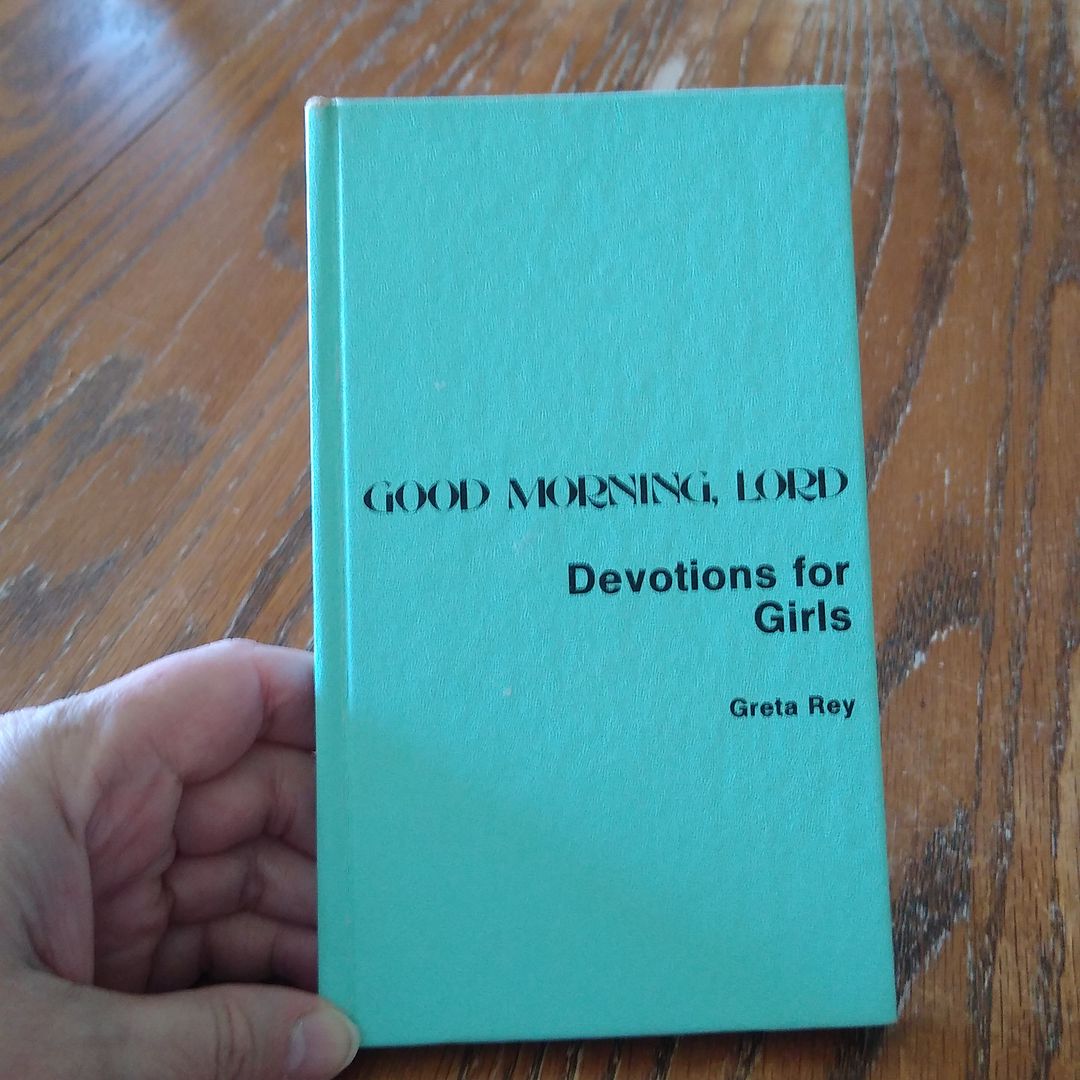 GOOD MORNING, LORD
Devotions for
Girls
Greta Rey